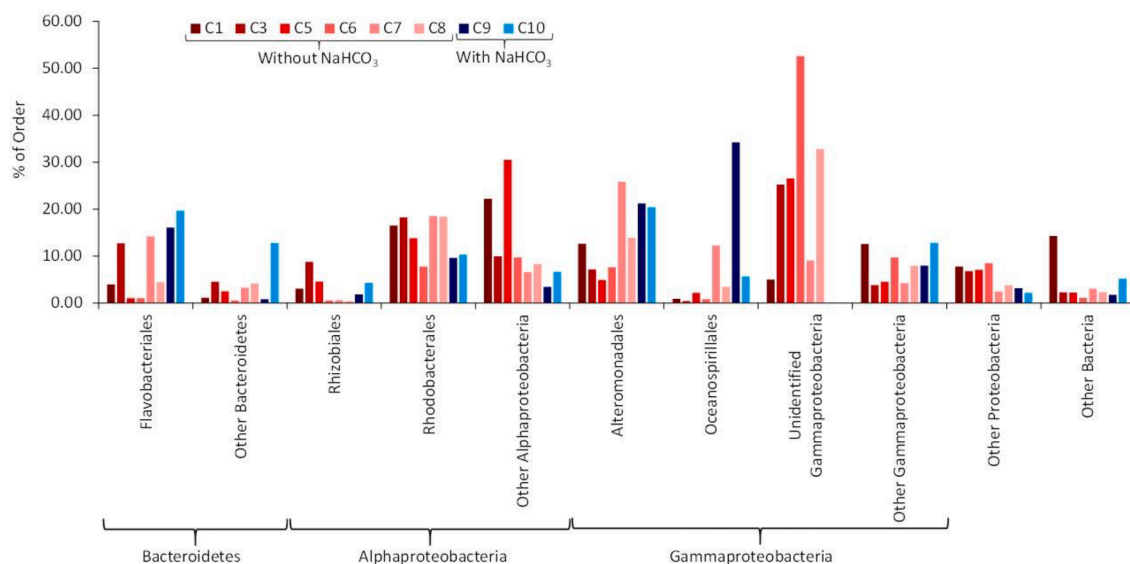 60.00
50.00
40.00
30.00
20.00
10.00
0.00
% of Order
C1 C3 C5 C6 C7 C8 C9 C10
Without NaHCO₃ With NaHCO₃
Flavobacteriales
Other Bacteroidetes
Rhizobiales
Rhodobacterales
Other Alphaproteobacteria
Alteromonadales
Oceanospirillales
Unidentified
Gammaproteobacteria
Other Gammaproteobacteria
Other Proteobacteria
Other Bacteria
Bacteroidetes Alphaproteobacteria Gammaproteobacteria